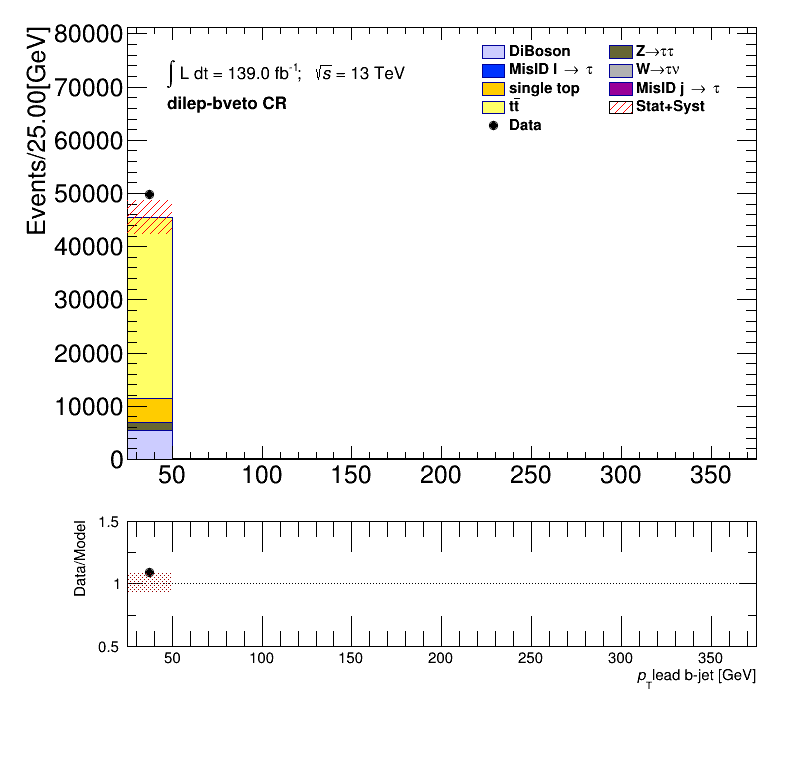 Events/25.00[GeV]
80000
70000
60000
50000
40000
30000
20000
10000
0
∫ L dt = 139.0 fb⁻¹; √s = 13 TeV
dilep-bveto CR
DiBoson Z→ττ
MisID l → τ W→τν
single top MisID j → τ
tt̄ Stat+Syst
Data
50 100 150 200 250 300 350
Data/Model
1.5
1
0.5
50 100 150 200 250 300 350
p_T lead b-jet [GeV]